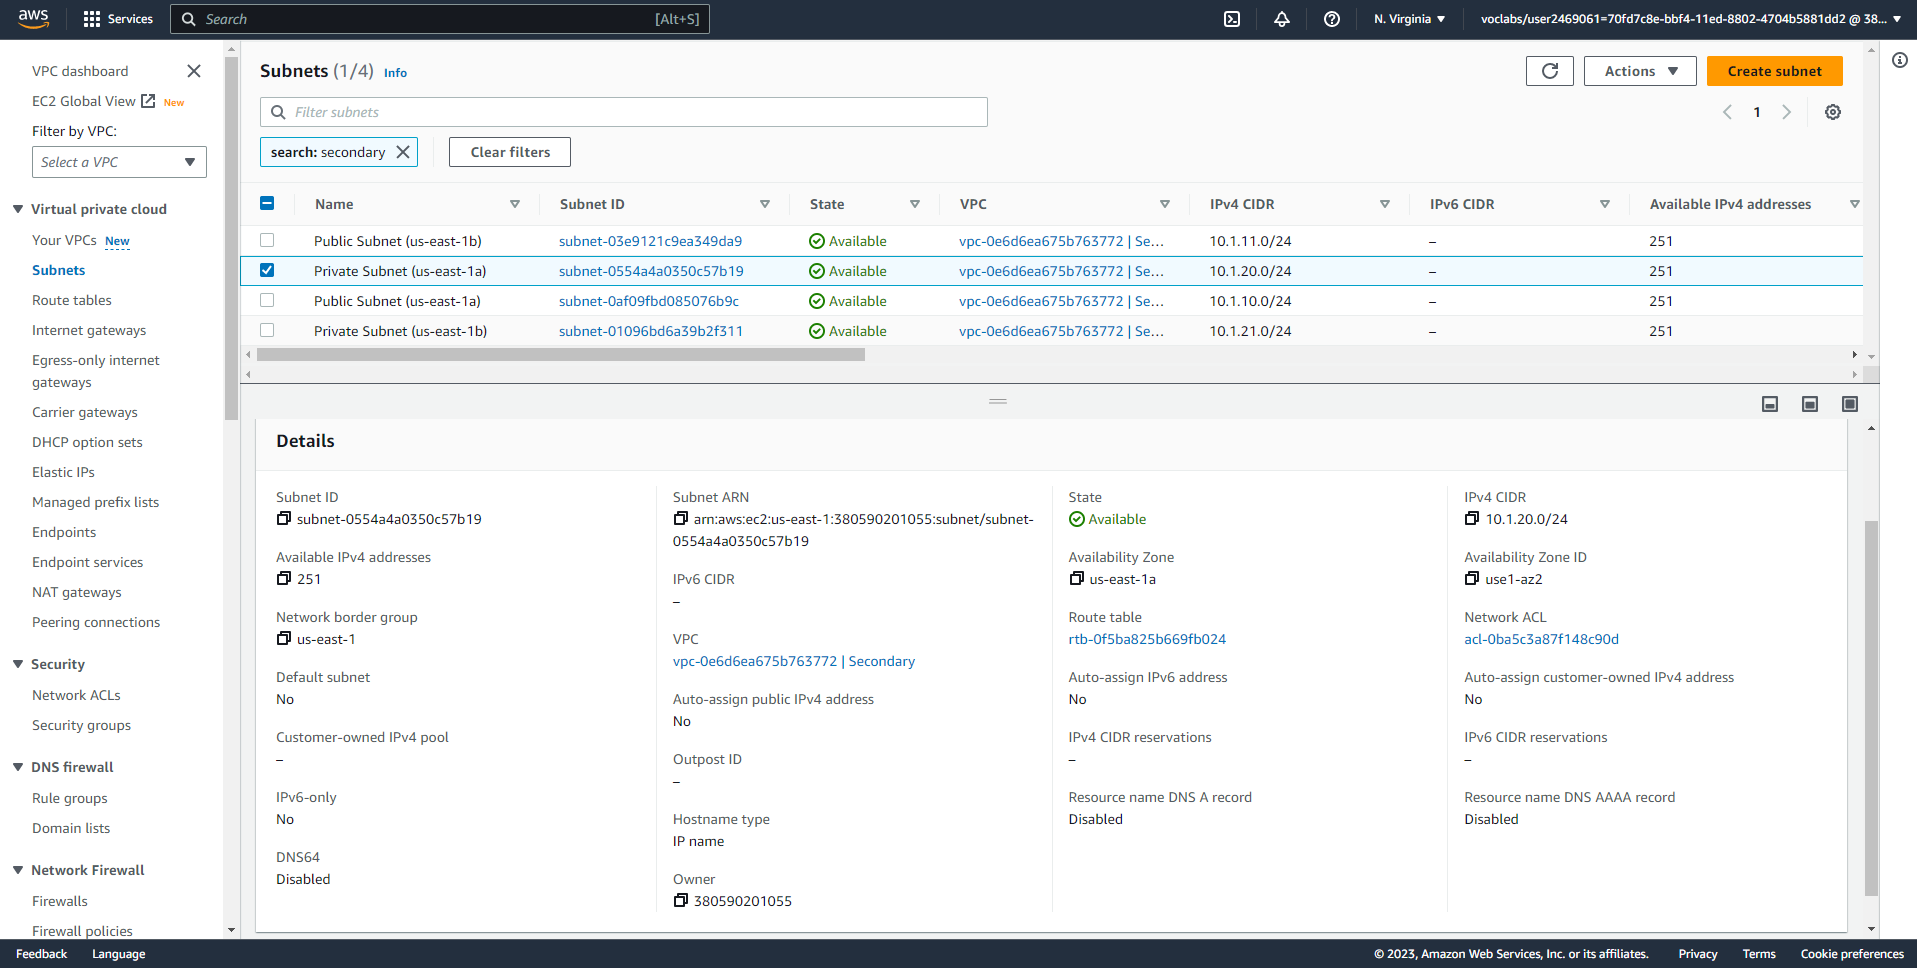 aws
Services
Search
[Alt+S]
N. Virginia
voclabs/user2469061=70fd7c8e-bbf4-11ed-8802-4704b5881dd2 @ 38...
VPC dashboard
EC2 Global View New
Filter by VPC:
Select a VPC
Virtual private cloud
Your VPCs New
Subnets
Route tables
Internet gateways
Egress-only internet
gateways
Carrier gateways
DHCP option sets
Elastic IPs
Managed prefix lists
Endpoints
Endpoint services
NAT gateways
Peering connections
Security
Network ACLs
Security groups
DNS firewall
Rule groups
Domain lists
Network Firewall
Firewalls
Firewall policies
Subnets (1/4) Info
Actions
Create subnet
Filter subnets
1
search: secondary
Clear filters
Name Subnet ID State VPC IPv4 CIDR IPv6 CIDR Available IPv4 addresses
Public Subnet (us-east-1b) subnet-03e9121c9ea349da9 Available vpc-0e6d6ea675b763772 | Se... 10.1.11.0/24 – 251
Private Subnet (us-east-1a) subnet-0554a4a0350c57b19 Available vpc-0e6d6ea675b763772 | Se... 10.1.20.0/24 – 251
Public Subnet (us-east-1a) subnet-0af09fbd085076b9c Available vpc-0e6d6ea675b763772 | Se... 10.1.10.0/24 – 251
Private Subnet (us-east-1b) subnet-01096bd6a39b2f311 Available vpc-0e6d6ea675b763772 | Se... 10.1.21.0/24 – 251
Details
Subnet ID
subnet-0554a4a0350c57b19
Available IPv4 addresses
251
Network border group
us-east-1
Default subnet
No
Customer-owned IPv4 pool
–
IPv6-only
No
DNS64
Disabled
Subnet ARN
arn:aws:ec2:us-east-1:380590201055:subnet/subnet-
0554a4a0350c57b19
IPv6 CIDR
–
VPC
vpc-0e6d6ea675b763772 | Secondary
Auto-assign public IPv4 address
No
Outpost ID
–
Hostname type
IP name
Owner
380590201055
State
Available
Availability Zone
us-east-1a
Route table
rtb-0f5ba825b669fb024
Auto-assign IPv6 address
No
IPv4 CIDR reservations
–
Resource name DNS A record
Disabled
IPv4 CIDR
10.1.20.0/24
Availability Zone ID
use1-az2
Network ACL
acl-0ba5c3a87f148c90d
Auto-assign customer-owned IPv4 address
No
IPv6 CIDR reservations
–
Resource name DNS AAAA record
Disabled
Feedback Language © 2023, Amazon Web Services, Inc. or its affiliates. Privacy Terms Cookie preferences